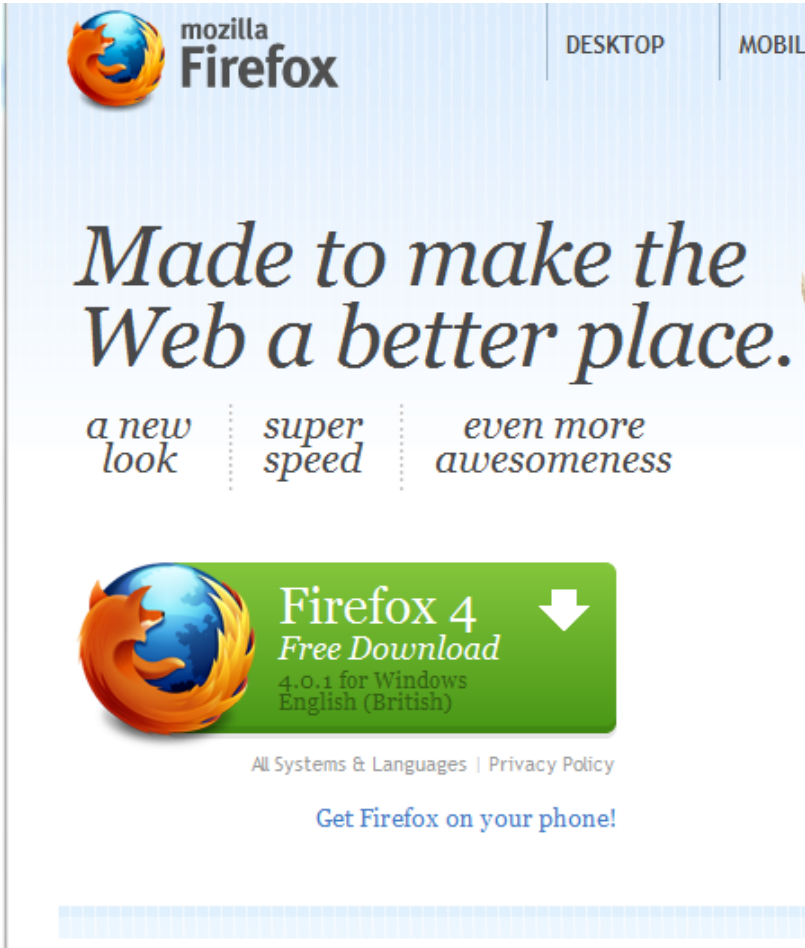 mozilla
Firefox
DESKTOP
MOBIL
Made to make the
Web a better place.
a new
look
super
speed
even more
awesomeness
Firefox 4
Free Download
4.0.1 for Windows
English (British)
All Systems & Languages | Privacy Policy
Get Firefox on your phone!